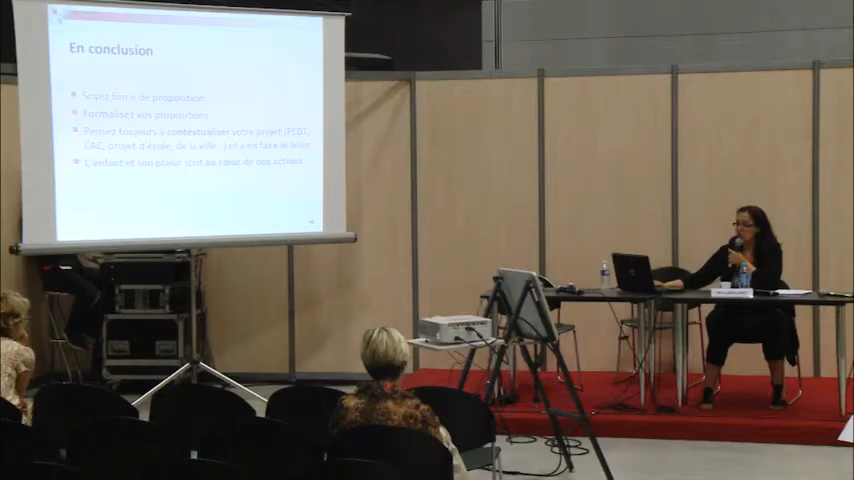 En conclusion
Soyez force de proposition
Formalisez vos propositions
Pensez toujours à contextualiser votre projet (PEDT,
EAC, projet d'école, de la ville...) et à en faire le bilan
L'enfant et son plaisir sont au cœur de nos actions